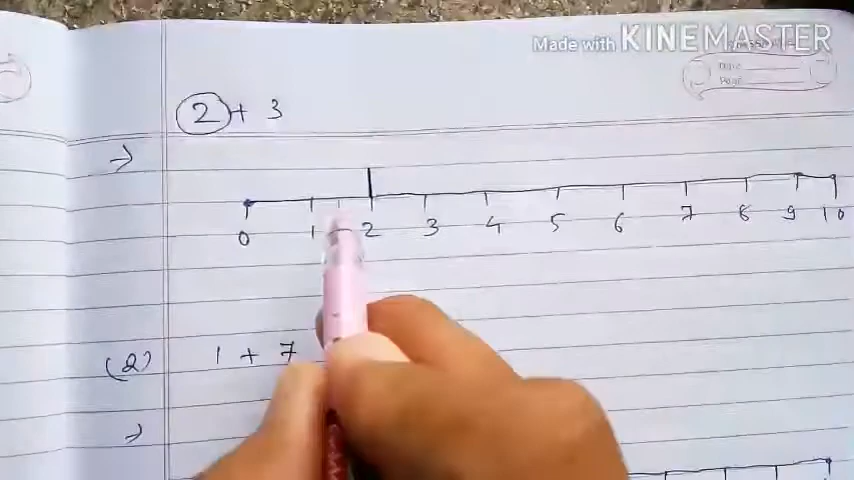 Made with KINEMASTER
Date
Page
2 + 3
→
0 1 2 3 4 5 6 7 8 9 10
(2) 1 + 7
→